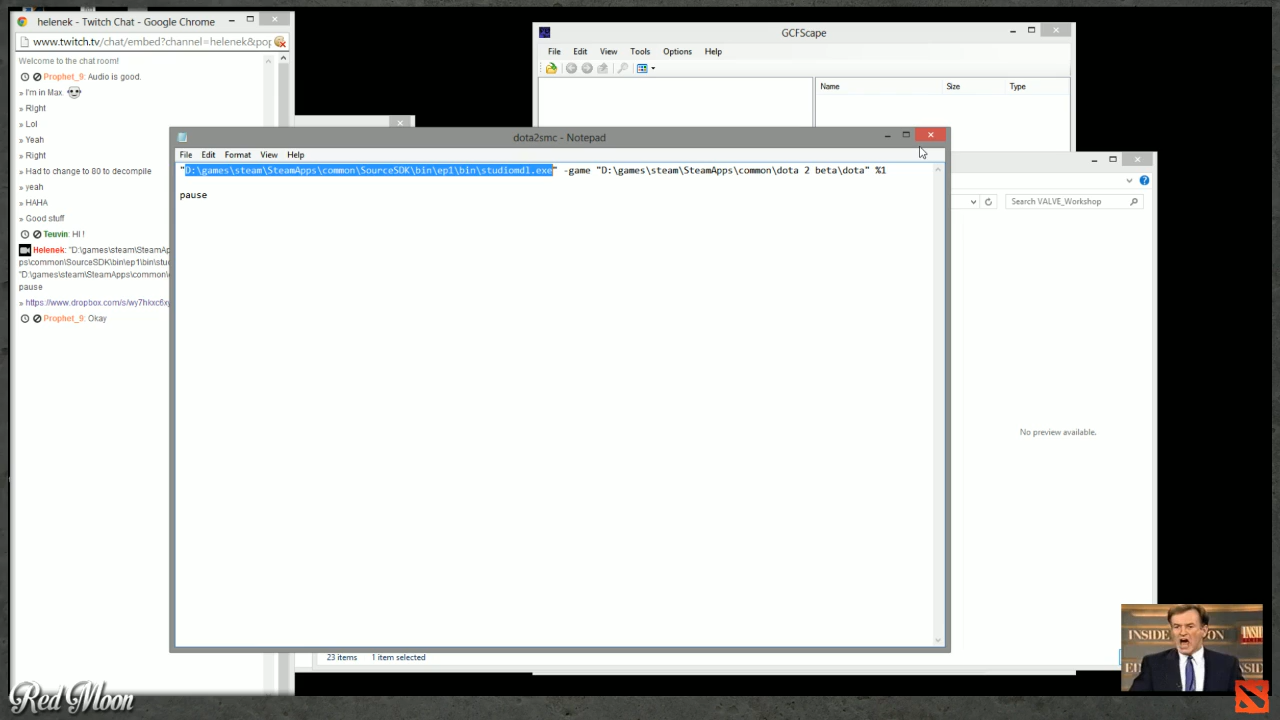 helenek - Twitch Chat - Google Chrome
www.twitch.tv/chat/embed?channel=helenek&pop
Welcome to the chat room!
Prophet_9: Audio is good.
» I'm in Max.
» Right
» Lol
» Yeah
» Right
» Had to change to 80 to decompile
» yeah
» HAHA
» Good stuff
Teuvin: HI !
Helenek: "D:\games\steam\SteamAp
ps\common\SourceSDK\bin\ep1\bin\stu
"D:\games\steam\SteamApps\common\
pause
» https://www.dropbox.com/s/wy7hkxc6x
Prophet_9: Okay
GCFScape
File Edit View Tools Options Help
Name Size Type
dota2smc - Notepad
File Edit Format View Help
"D:\games\steam\SteamApps\common\SourceSDK\bin\ep1\bin\studiomdl.exe" -game "D:\games\steam\SteamApps\common\dota 2 beta\dota" %1
pause
Search VALVE_Workshop
No preview available.
23 items 1 item selected
INSIDE
Red Moon